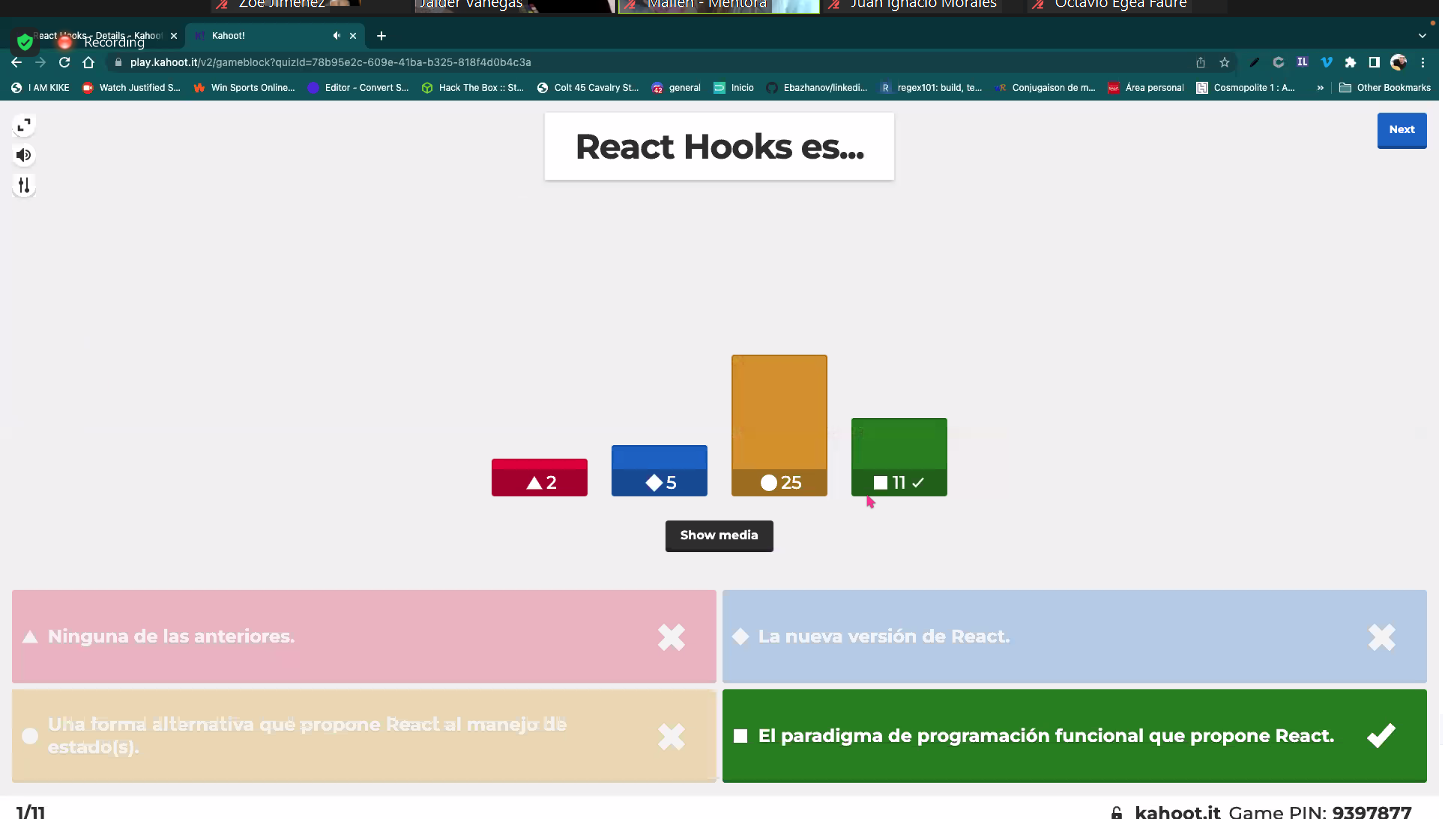 Zoe Jiménez
Jaider Vanegas
Mailen - Mentora
Juan Ignacio Morales
Octavio Egea Faure
React Hooks - Details - Kahoot
Recording
Kahoot!
play.kahoot.it/v2/gameblock?quizId=78b95e2c-609e-41ba-b325-818f4d0b4c3a
I AM KIKE
Watch Justified S...
Win Sports Online...
Editor - Convert S...
Hack The Box :: St...
Colt 45 Cavalry St...
general
Inicio
Ebazhanov/linkedi...
regex101: build, te...
Conjugaison de m...
Área personal
Cosmopolite 1 : A...
»
Other Bookmarks
React Hooks es...
Next
2
5
25
11
Show media
Ninguna de las anteriores.
La nueva versión de React.
Una forma alternativa que propone React al manejo de
estado(s).
El paradigma de programación funcional que propone React.
1/11
kahoot.it Game PIN: 9397877